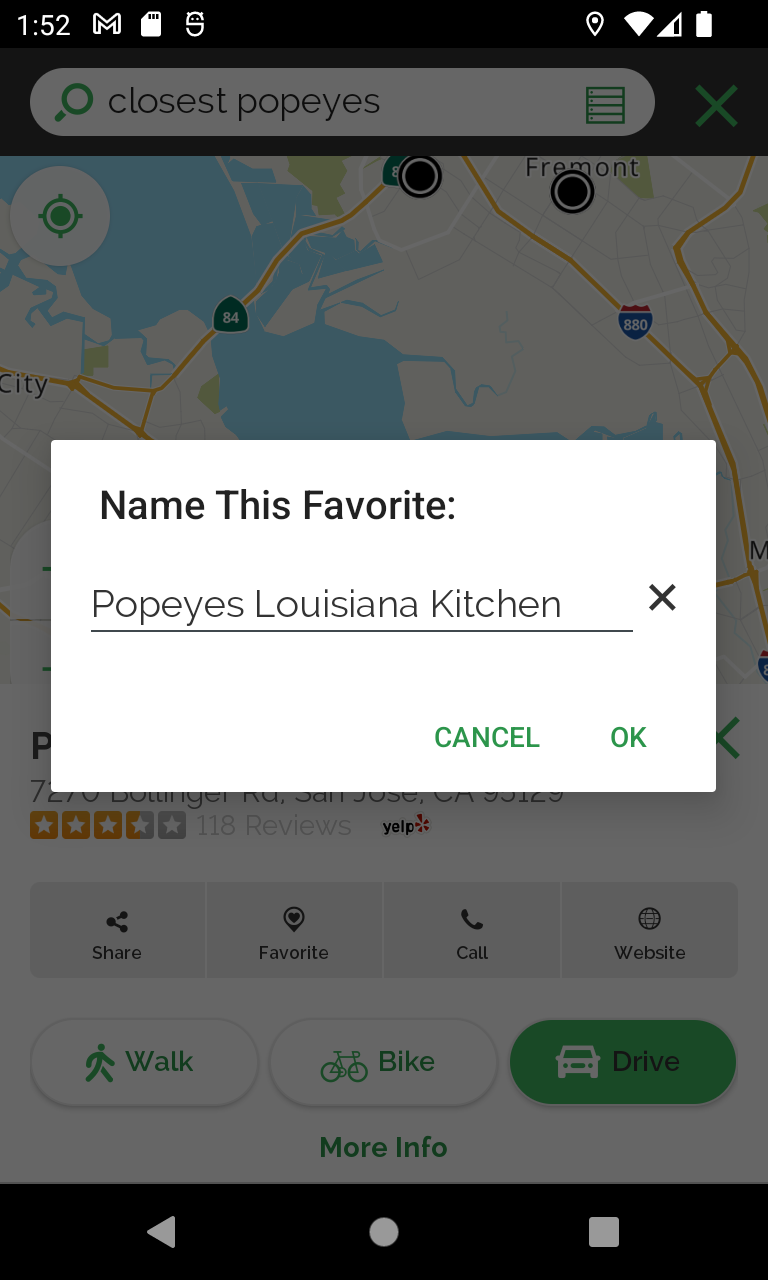 1:52
closest popeyes
Fremont
84
880
City
Name This Favorite:
Popeyes Louisiana Kitchen
CANCEL OK
7270 Bollinger Rd, San Jose, CA 95129
118 Reviews yelp
Share Favorite Call Website
Walk Bike Drive
More Info